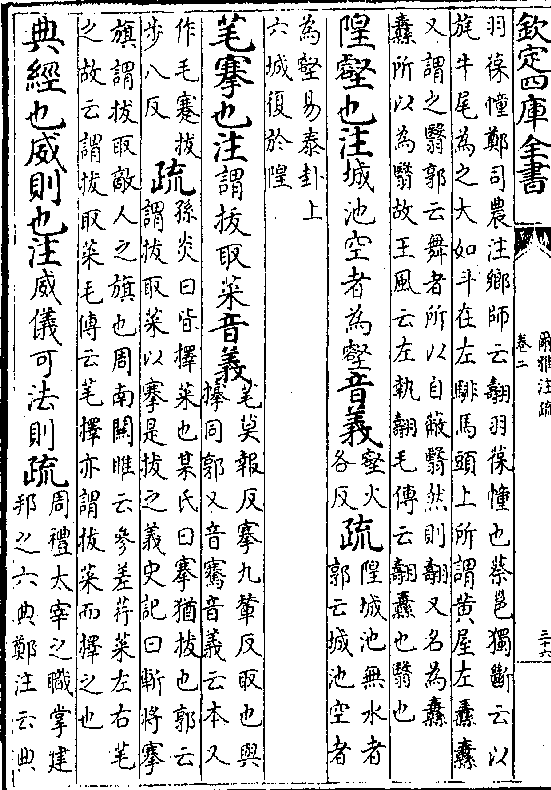 欽定四庫全書
爾雅注疏
卷二
三十六
羽葆幢鄭司農注鄉師云翿羽葆幢也蔡邕獨斷云以
旄牛尾為之大如斗在左騑馬頭上所謂黄屋左纛纛
又謂之翳郭云舞者所以自蔽翳然則翿又名為纛
纛所以為翳故王風云左執翿毛傳云翿纛也翳也
隍壑也注城池空者為壑音義壑火
各反疏隍城池無水者
郭云城池空者
為壑易泰卦上
六城復於隍
芼搴也注謂拔取菜音義芼莫報反搴九輦反取也與
攓同郭又音騫音義云本又
作毛蹇拔
步八反疏孫炎曰皆擇菜也某氏曰搴猶拔也郭云
謂拔取菜以搴是拔之義史記曰斬將搴
旗謂拔取敵人之旗也周南關雎云參差荇菜左右芼
之故云謂拔取菜毛傳云芼擇亦謂拔菜而擇之也
典經也威則也注威儀可法則疏周禮太宰之職掌建
邦之六典鄭注云典